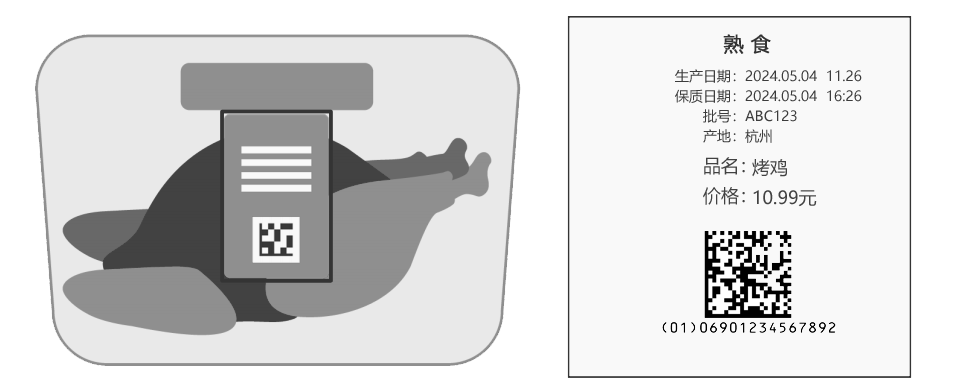 熟食
生产日期：2024.05.04 11.26
保质日期：2024.05.04 16:26
批号：ABC123
产地：杭州
品名：烤鸡
价格：10.99元
(01)06901234567892